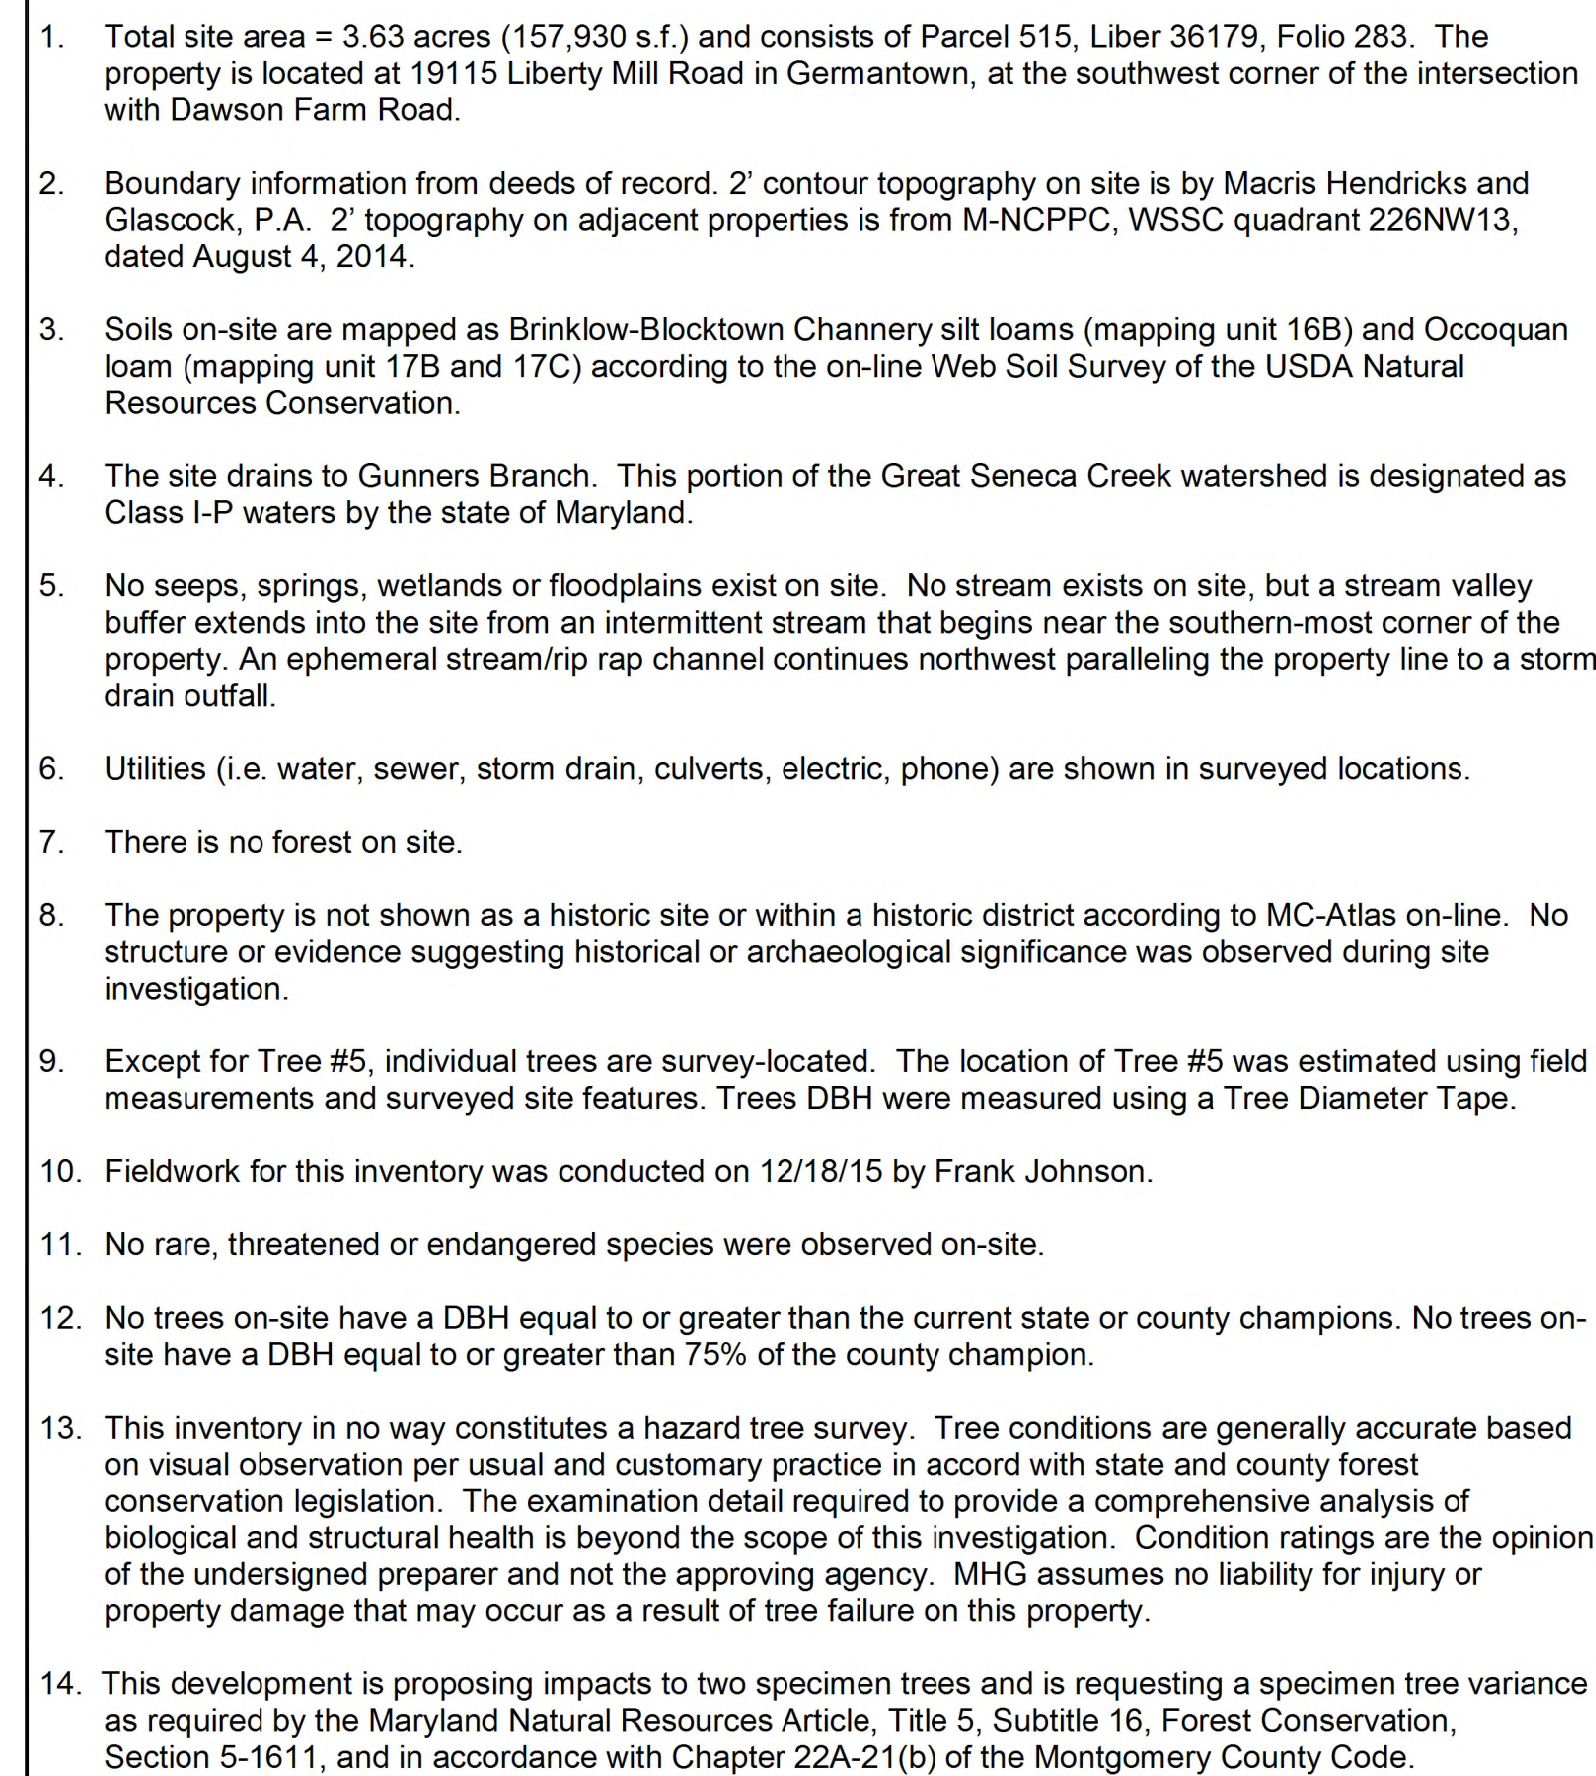 1. Total site area = 3.63 acres (157,930 s.f.) and consists of Parcel 515, Liber 36179, Folio 283. The
property is located at 19115 Liberty Mill Road in Germantown, at the southwest corner of the intersection
with Dawson Farm Road.
2. Boundary information from deeds of record. 2’ contour topography on site is by Macris Hendricks and
Glascock, P.A. 2’ topography on adjacent properties is from M-NCPPC, WSSC quadrant 226NW13,
dated August 4, 2014.
3. Soils on-site are mapped as Brinklow-Blocktown Channery silt loams (mapping unit 16B) and Occoquan
loam (mapping unit 17B and 17C) according to the on-line Web Soil Survey of the USDA Natural
Resources Conservation.
4. The site drains to Gunners Branch. This portion of the Great Seneca Creek watershed is designated as
Class I-P waters by the state of Maryland.
5. No seeps, springs, wetlands or floodplains exist on site. No stream exists on site, but a stream valley
buffer extends into the site from an intermittent stream that begins near the southern-most corner of the
property. An ephemeral stream/rip rap channel continues northwest paralleling the property line to a storm
drain outfall.
6. Utilities (i.e. water, sewer, storm drain, culverts, electric, phone) are shown in surveyed locations.
7. There is no forest on site.
8. The property is not shown as a historic site or within a historic district according to MC-Atlas on-line. No
structure or evidence suggesting historical or archaeological significance was observed during site
investigation.
9. Except for Tree #5, individual trees are survey-located. The location of Tree #5 was estimated using field
measurements and surveyed site features. Trees DBH were measured using a Tree Diameter Tape.
10. Fieldwork for this inventory was conducted on 12/18/15 by Frank Johnson.
11. No rare, threatened or endangered species were observed on-site.
12. No trees on-site have a DBH equal to or greater than the current state or county champions. No trees on-
site have a DBH equal to or greater than 75% of the county champion.
13. This inventory in no way constitutes a hazard tree survey. Tree conditions are generally accurate based
on visual observation per usual and customary practice in accord with state and county forest
conservation legislation. The examination detail required to provide a comprehensive analysis of
biological and structural health is beyond the scope of this investigation. Condition ratings are the opinion
of the undersigned preparer and not the approving agency. MHG assumes no liability for injury or
property damage that may occur as a result of tree failure on this property.
14. This development is proposing impacts to two specimen trees and is requesting a specimen tree variance
as required by the Maryland Natural Resources Article, Title 5, Subtitle 16, Forest Conservation,
Section 5-1611, and in accordance with Chapter 22A-21(b) of the Montgomery County Code.